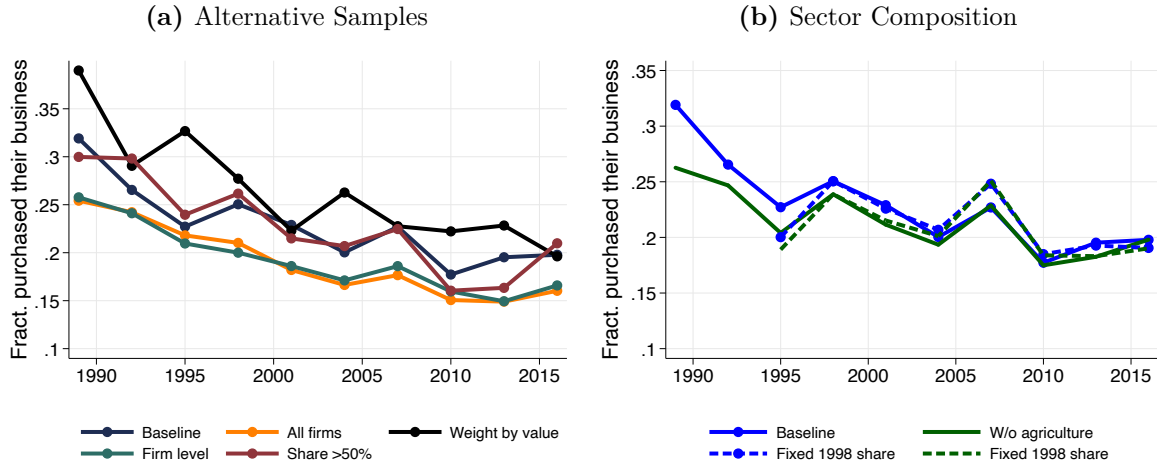 (a) Alternative Samples
Fract. purchased their business
.35
.3
.25
.2
.15
.1
1990 1995 2000 2005 2010 2015
Baseline All firms Weight by value
Firm level Share >50%
(b) Sector Composition
Fract. purchased their business
.35
.3
.25
.2
.15
.1
1990 1995 2000 2005 2010 2015
Baseline W/o agriculture
Fixed 1998 share Fixed 1998 share